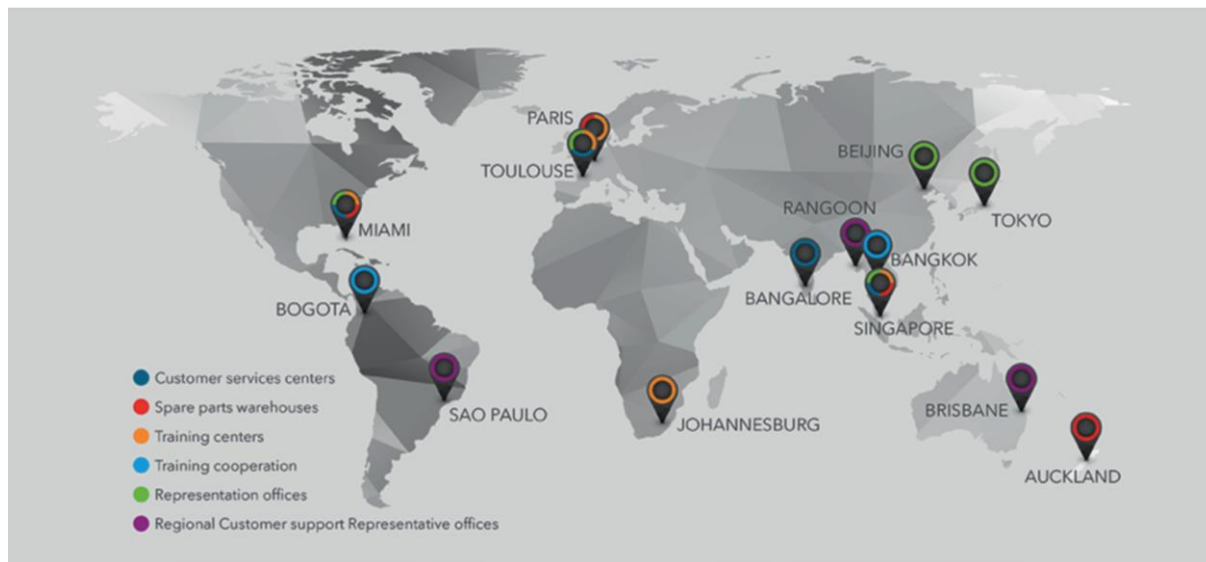 PARIS
TOULOUSE
BEIJING
TOKYO
RANGOON
BANGKOK
MIAMI
BANGALORE
BOGOTA
SINGAPORE
Customer services centers
Spare parts warehouses
Training centers
Training cooperation
Representation offices
Regional Customer support Representative offices
SAO PAULO
JOHANNESBURG
BRISBANE
AUCKLAND